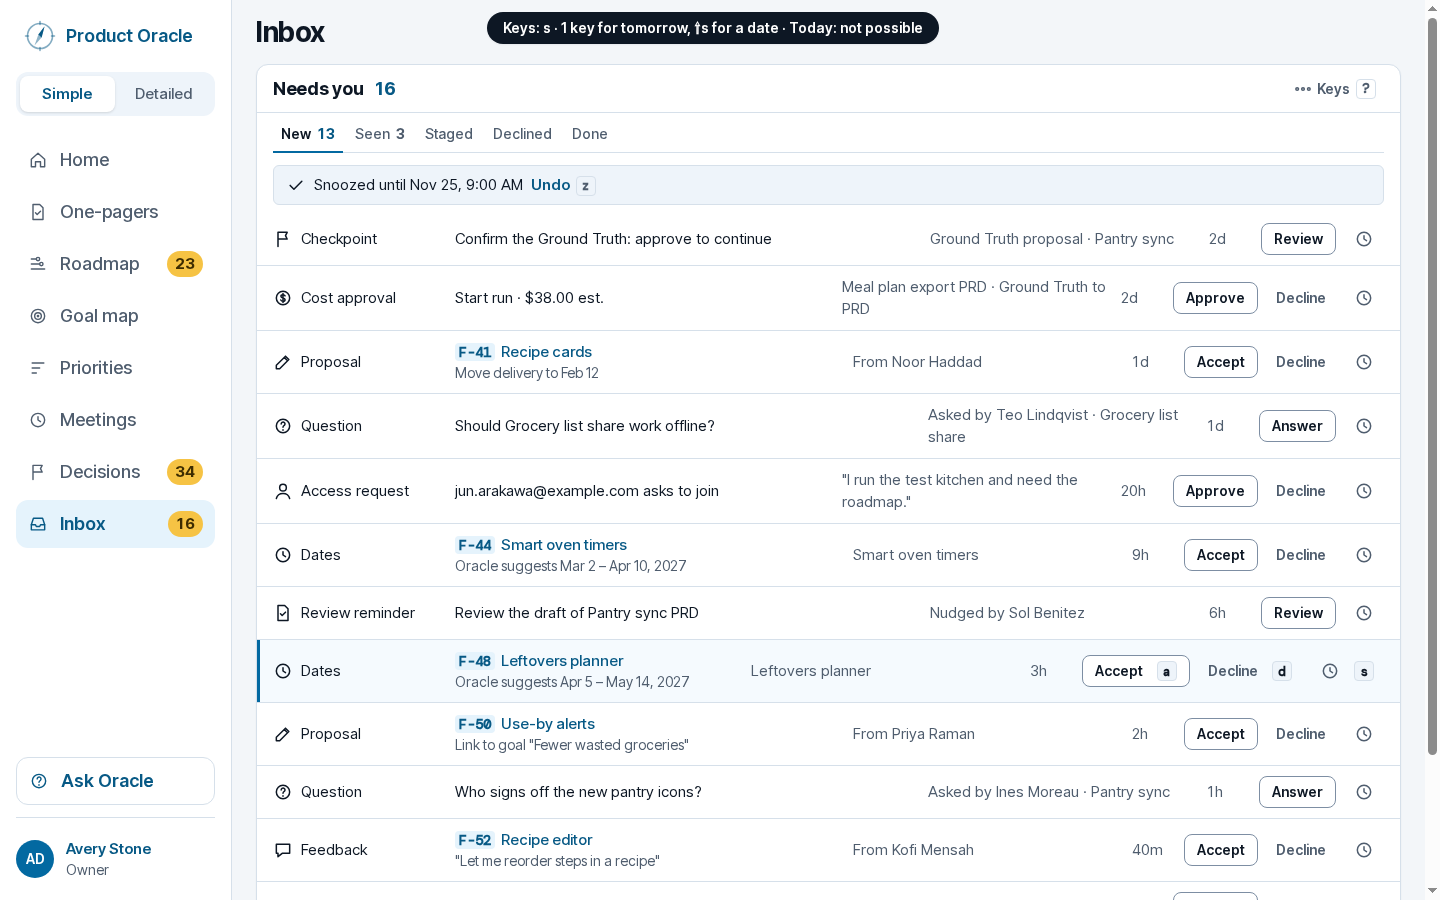 Product Oracle
Simple
Detailed
Home
One-pagers
Roadmap 23
Goal map
Priorities
Meetings
Decisions 34
Inbox 16
Ask Oracle
AD
Avery Stone
Owner
Inbox
Keys: s · 1 key for tomorrow, ⇧s for a date · Today: not possible
Needs you 16
Keys ?
New 13
Seen 3
Staged
Declined
Done
Snoozed until Nov 25, 9:00 AM Undo z
Checkpoint
Confirm the Ground Truth: approve to continue
Ground Truth proposal · Pantry sync
2d
Review
Cost approval
Start run · $38.00 est.
Meal plan export PRD · Ground Truth to
PRD
2d
Approve
Decline
Proposal
F-41 Recipe cards
Move delivery to Feb 12
From Noor Haddad
1d
Accept
Decline
Question
Should Grocery list share work offline?
Asked by Teo Lindqvist · Grocery list
share
1d
Answer
Access request
jun.arakawa@example.com asks to join
"I run the test kitchen and need the
roadmap."
20h
Approve
Decline
Dates
F-44 Smart oven timers
Oracle suggests Mar 2 – Apr 10, 2027
Smart oven timers
9h
Accept
Decline
Review reminder
Review the draft of Pantry sync PRD
Nudged by Sol Benitez
6h
Review
Dates
F-48 Leftovers planner
Oracle suggests Apr 5 – May 14, 2027
Leftovers planner
3h
Accept a
Decline d
s
Proposal
F-50 Use-by alerts
Link to goal "Fewer wasted groceries"
From Priya Raman
2h
Accept
Decline
Question
Who signs off the new pantry icons?
Asked by Ines Moreau · Pantry sync
1h
Answer
Feedback
F-52 Recipe editor
"Let me reorder steps in a recipe"
From Kofi Mensah
40m
Accept
Decline